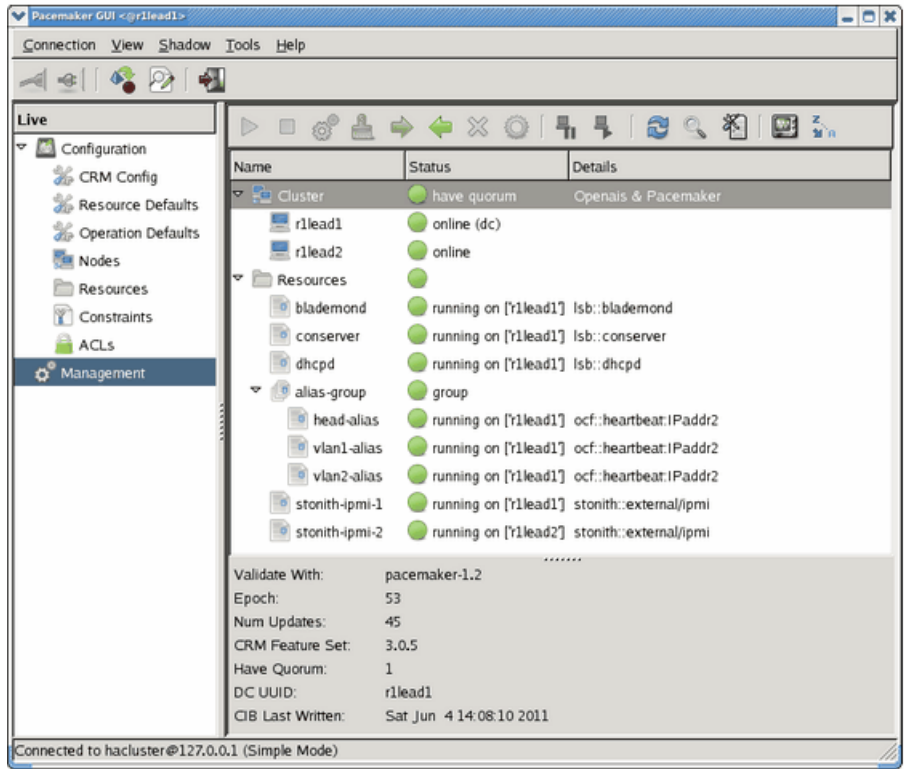 Pacemaker GUI <@r1lead1>
Connection View Shadow Tools Help
Live
Configuration
CRM Config
Resource Defaults
Operation Defaults
Nodes
Resources
Constraints
ACLs
Management
Name Status Details
Cluster have quorum Openais & Pacemaker
r1lead1 online (dc)
r1lead2 online
Resources
blademond running on ['r1lead1'] lsb::blademond
conserver running on ['r1lead1'] lsb::conserver
dhcpd running on ['r1lead1'] lsb::dhcpd
alias-group group
head-alias running on ['r1lead1'] ocf::heartbeat:IPaddr2
vlan1-alias running on ['r1lead1'] ocf::heartbeat:IPaddr2
vlan2-alias running on ['r1lead1'] ocf::heartbeat:IPaddr2
stonith-ipmi-1 running on ['r1lead1'] stonith::external/ipmi
stonith-ipmi-2 running on ['r1lead2'] stonith::external/ipmi
Validate With: pacemaker-1.2
Epoch: 53
Num Updates: 45
CRM Feature Set: 3.0.5
Have Quorum: 1
DC UUID: r1lead1
CIB Last Written: Sat Jun 4 14:08:10 2011
Connected to hacluster@127.0.0.1 (Simple Mode)